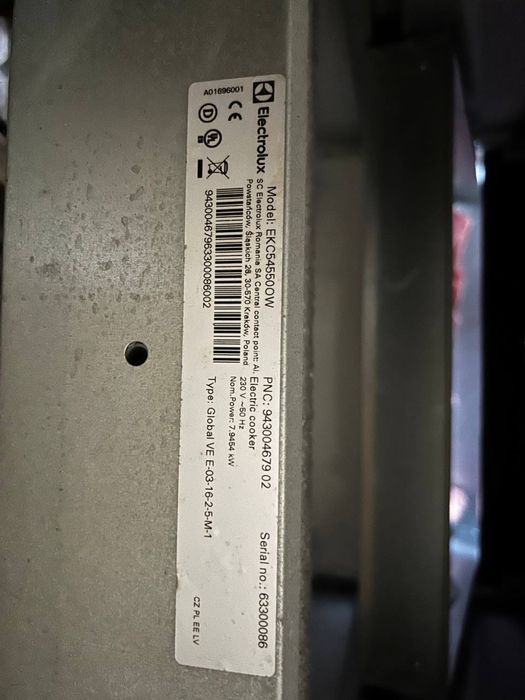 Electrolux
Model: EKC54550OW
PNC: 943004679 02
Serial no.: 63300086
SC Electrolux Romania SA Central contact point: Al.
Powstańców, Śląskich 26, 30-570 Kraków, Poland
Electric cooker
230 V ~50 Hz
Nom.Power: 7.9454 kW
A01696001
CE
D
94300467963300086002
Type: Global VE E-03-16-2-5-M-1
CZ PL EE LV